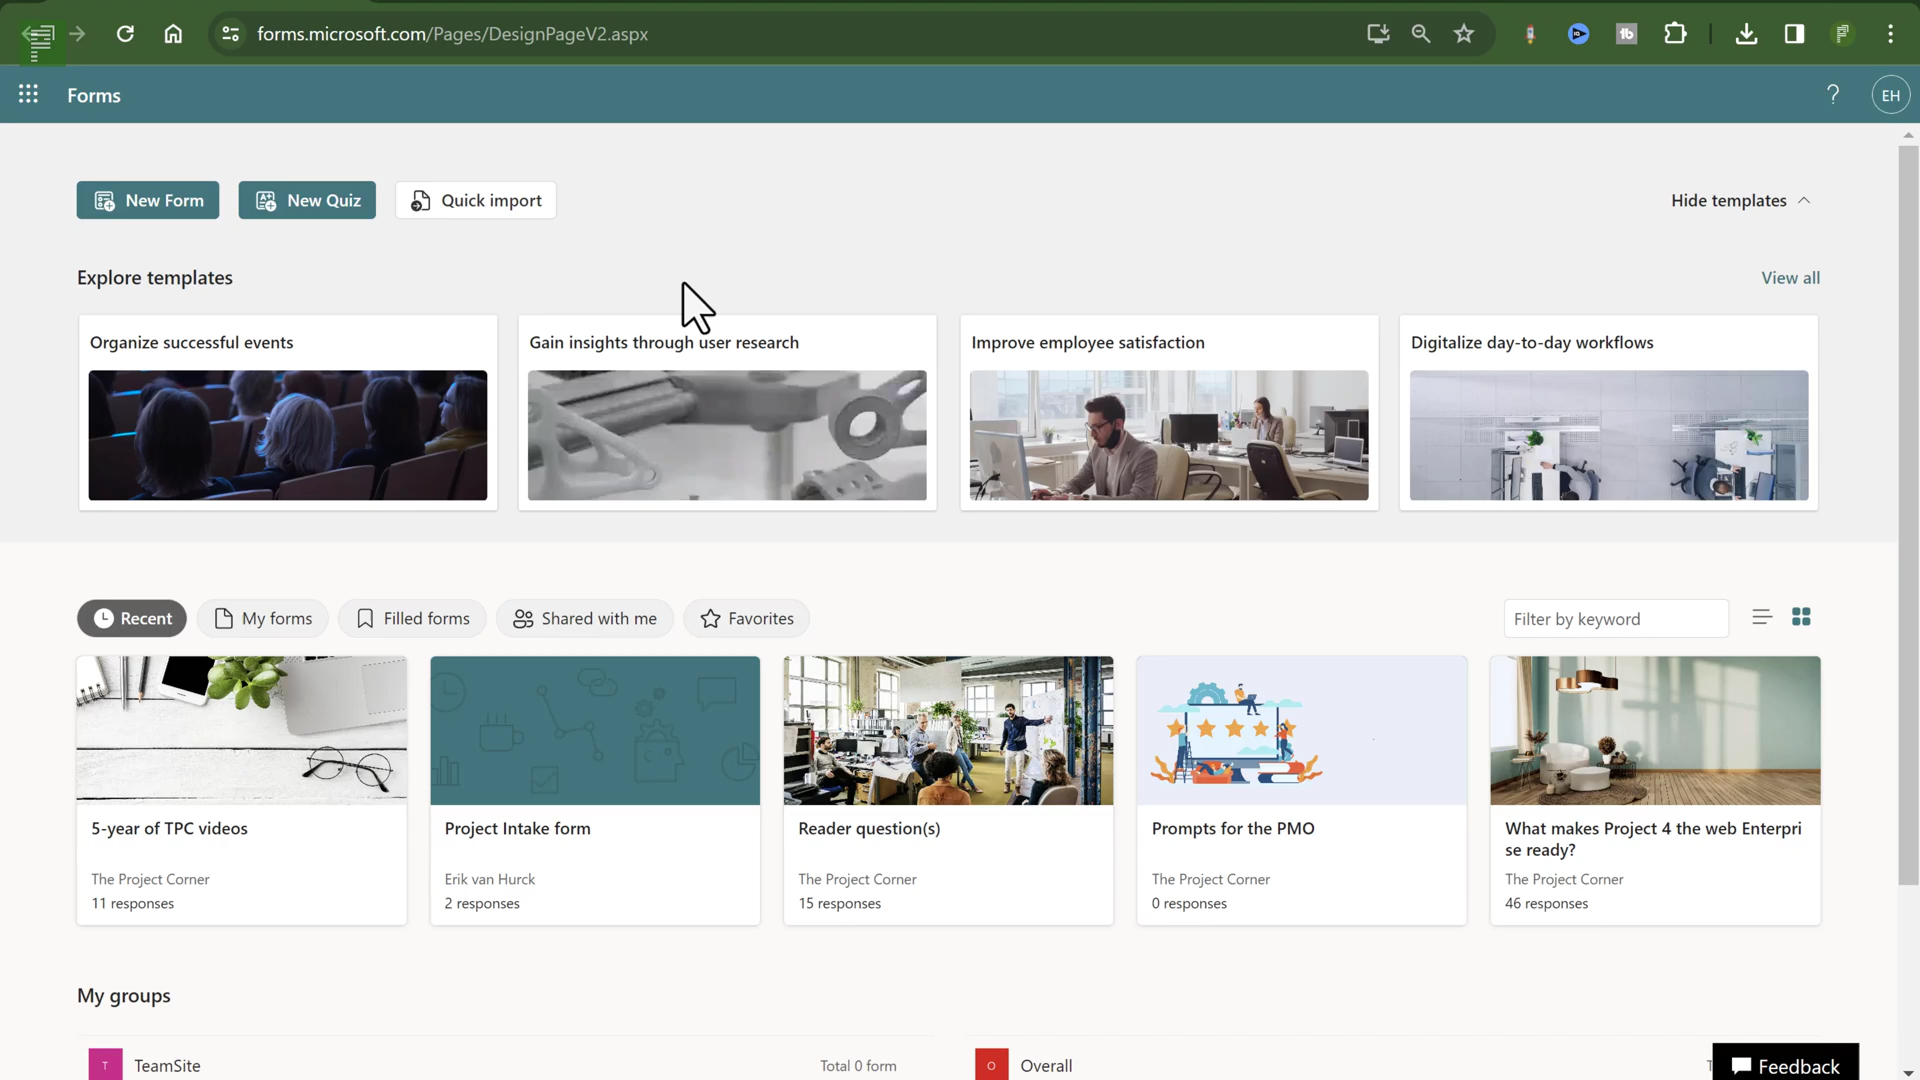 forms.microsoft.com/Pages/DesignPageV2.aspx
Forms
?
EH
New Form
New Quiz
Quick import
Hide templates
Explore templates
View all
Organize successful events
Gain insights through user research
Improve employee satisfaction
Digitalize day-to-day workflows
Recent
My forms
Filled forms
Shared with me
Favorites
Filter by keyword
5-year of TPC videos
The Project Corner
11 responses
Project Intake form
Erik van Hurck
2 responses
Reader question(s)
The Project Corner
15 responses
Prompts for the PMO
The Project Corner
0 responses
What makes Project 4 the web Enterpri
se ready?
The Project Corner
46 responses
My groups
T
TeamSite
Total 0 form
O
Overall
Feedback